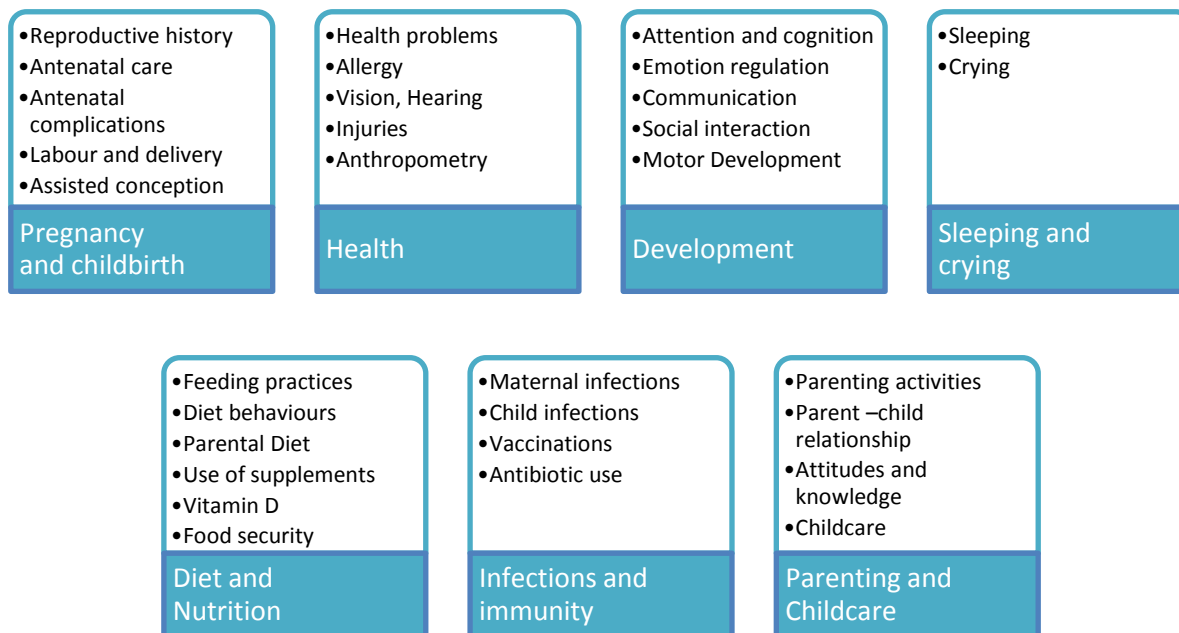 •Reproductive history
•Antenatal care
•Antenatal
complications
•Labour and delivery
•Assisted conception
Pregnancy
and childbirth
•Health problems
•Allergy
•Vision, Hearing
•Injuries
•Anthropometry
Health
•Attention and cognition
•Emotion regulation
•Communication
•Social interaction
•Motor Development
Development
•Sleeping
•Crying
Sleeping and
crying
•Feeding practices
•Diet behaviours
•Parental Diet
•Use of supplements
•Vitamin D
•Food security
Diet and
Nutrition
•Maternal infections
•Child infections
•Vaccinations
•Antibiotic use
Infections and
immunity
•Parenting activities
•Parent –child
relationship
•Attitudes and
knowledge
•Childcare
Parenting and
Childcare